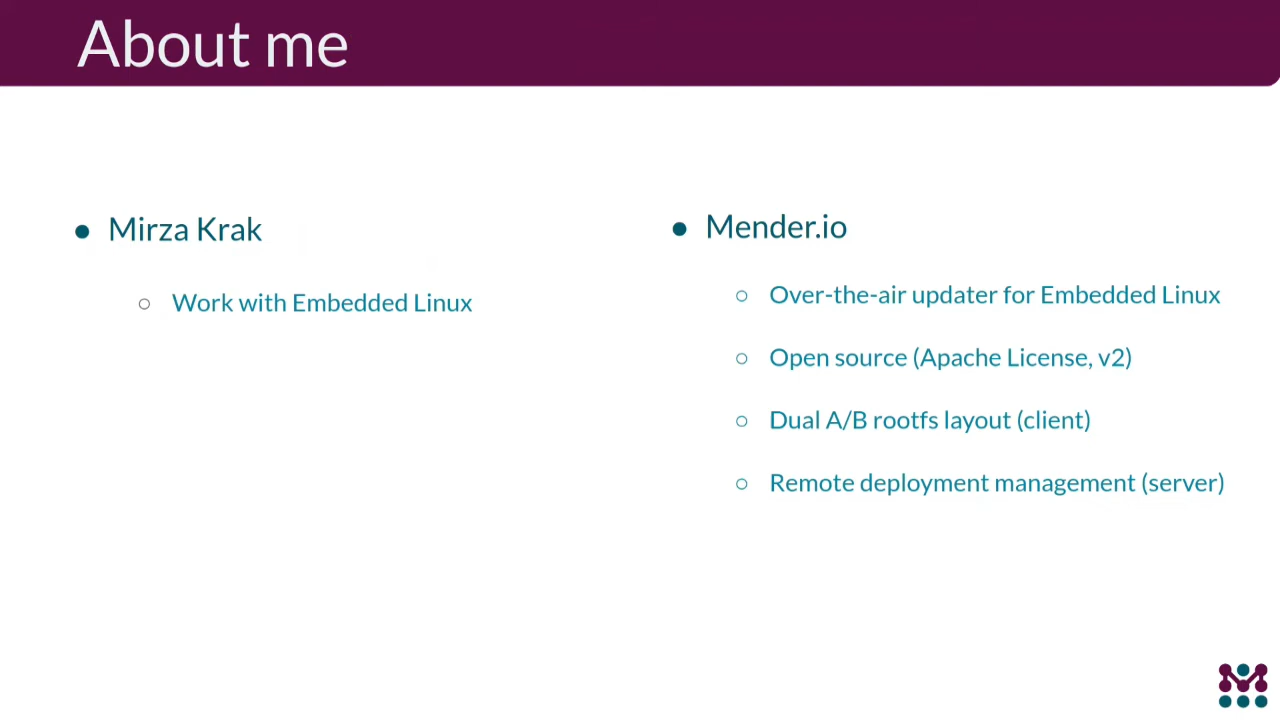 About me
● Mirza Krak
○ Work with Embedded Linux
● Mender.io
○ Over-the-air updater for Embedded Linux
○ Open source (Apache License, v2)
○ Dual A/B rootfs layout (client)
○ Remote deployment management (server)